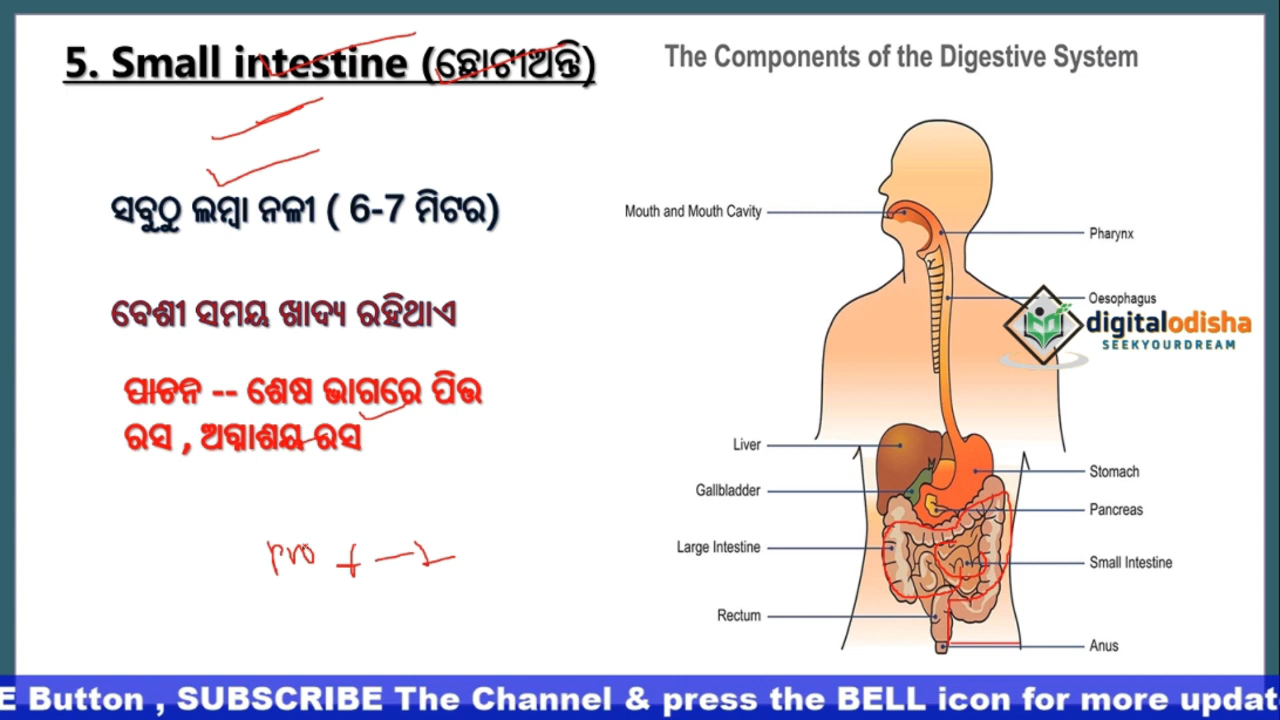 5. Small intestine (ଛୋଟୀଅନ୍ତି)
ସବୁଠୁ ଲମ୍ବା ନଳୀ ( 6-7 ମିଟର)
ବେଶୀ ସମୟ ଖାଦ୍ୟ ରହିଥାଏ
ପାଚନ -- ଶେଷ ଭାଗରେ ପିତ୍ତ
ରସ , ଅଗ୍ନାଶୟ ରସ
The Components of the Digestive System
Mouth and Mouth Cavity
Pharynx
Oesophagus
digitalodisha
SEEKYOURDREAM
Liver
Stomach
Gallbladder
Pancreas
Large Intestine
Small Intestine
Rectum
Anus
E Button , SUBSCRIBE The Channel & press the BELL icon for more updat